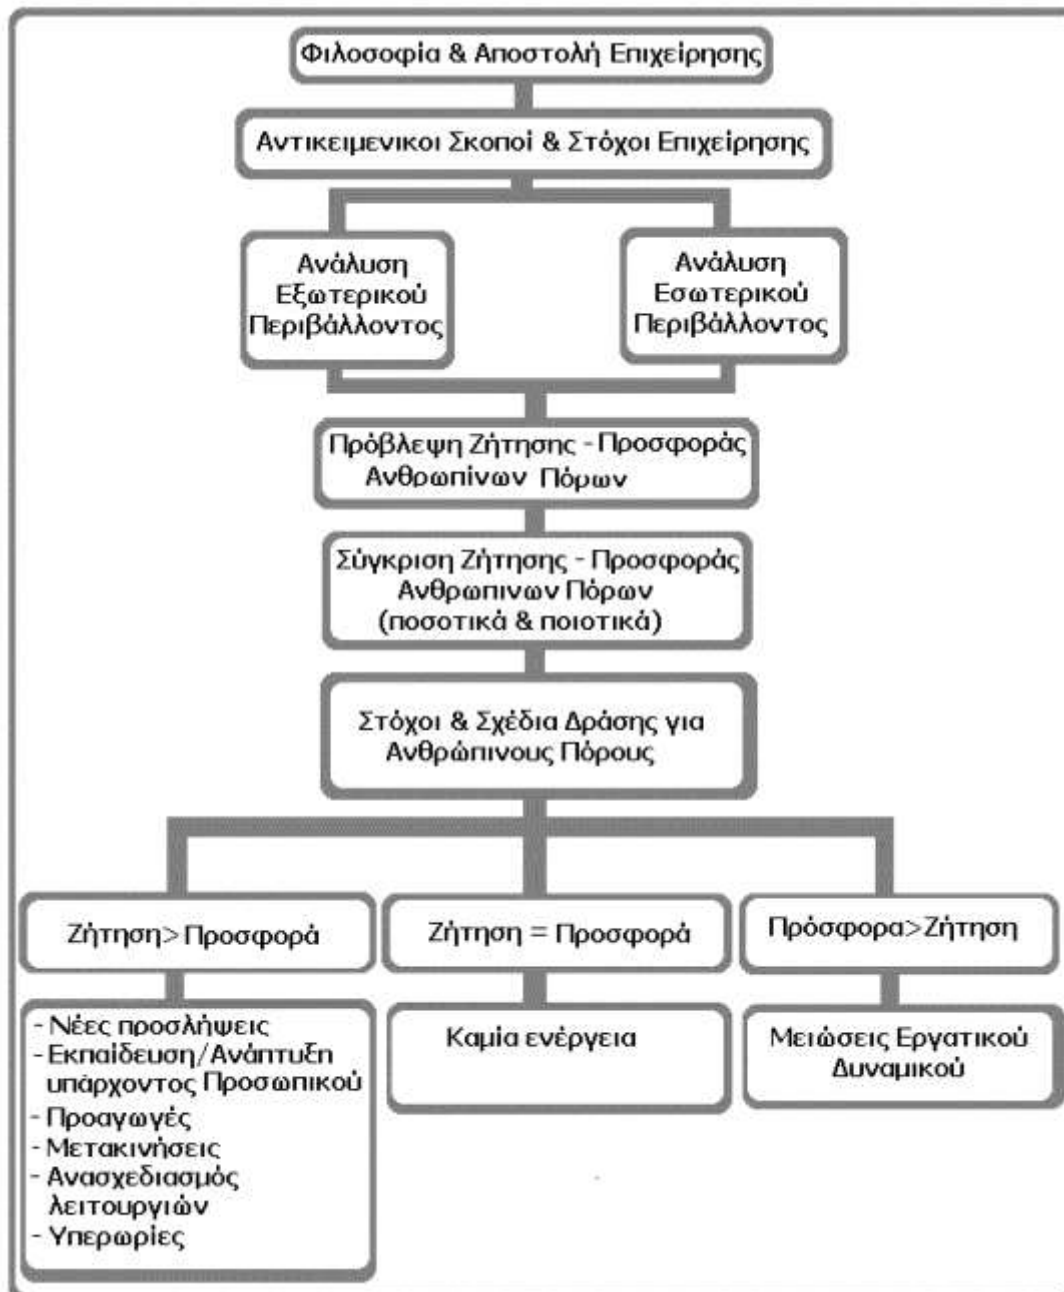 Φιλοσοφία & Αποστολή Επιχείρησης
Αντικειμενικοι Σκοποί & Στόχοι Επιχείρησης
Ανάλυση
Εξωτερικού
Περιβάλλοντος
Ανάλυση
Εσωτερικού
Περιβάλλοντος
Πρόβλεψη Ζήτησης - Προσφοράς
Ανθρωπίνων Πόρων
Σύγκριση Ζήτησης - Προσφοράς
Ανθρωπινων Πόρων
(ποσοτικά & ποιοτικά)
Στόχοι & Σχέδια Δράσης για
Ανθρώπινους Πόρους
Ζήτηση> Προσφορά
Ζήτηση = Προσφορά
Πρόσφορα>Ζήτηση
- Νέες προσλήψεις
- Εκπαίδευση/Ανάπτυξη
υπάρχοντος Προσωπικού
- Προαγωγές
- Μετακινήσεις
- Ανασχεδιασμός
λειτουργιών
- Υπερωρίες
Καμία ενέργεια
Μειώσεις Εργατικού
Δυναμικού